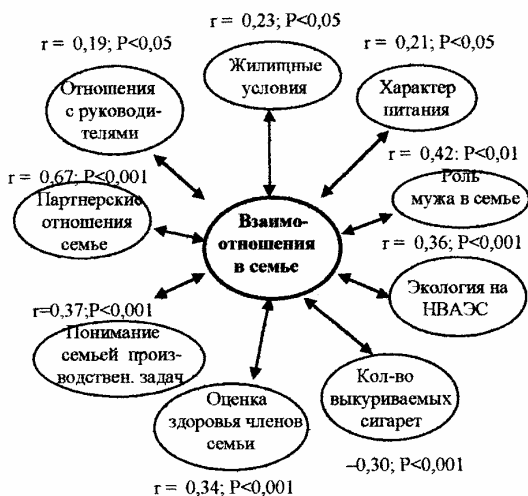 r = 0,23; P<0,05
r = 0,19; P<0,05
r = 0,21; P<0,05
Жилищные
условия
Отношения
с руководи-
телями
Характер
питания
r = 0,67; P<0,001
r = 0,42; P<0,01
Партнерские
отношения
семье
Роль
мужа в семье
Взаимо-
отношения
в семье
r = 0,36; P<0,001
Экология на
НВАЭС
r=0,37;P<0,001
Понимание
семьей произ-
водствен. задач
Оценка
здоровья членов
семьи
Кол-во
выкуриваемых
сигарет
–0,30; P<0,001
r = 0,34; P<0,001